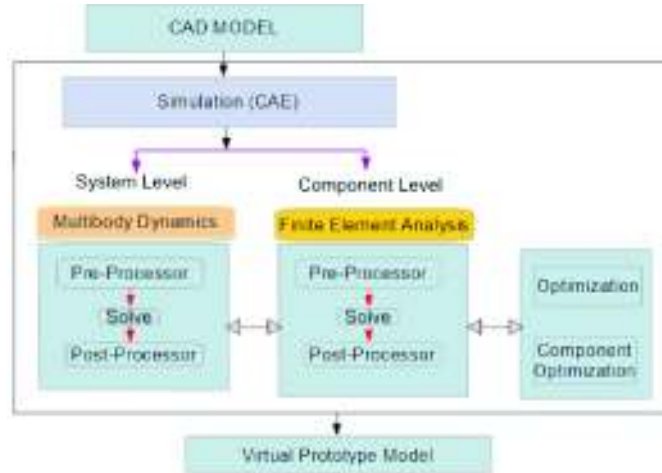 CAD MODEL
Simulation (CAE)
System Level
Component Level
Multibody Dynamics
Finite Element Analysis
Pre-Processor
Solve
Post-Processor
Pre-Processor
Solve
Post-Processor
Optimization
Component
Optimization
Virtual Prototype Model